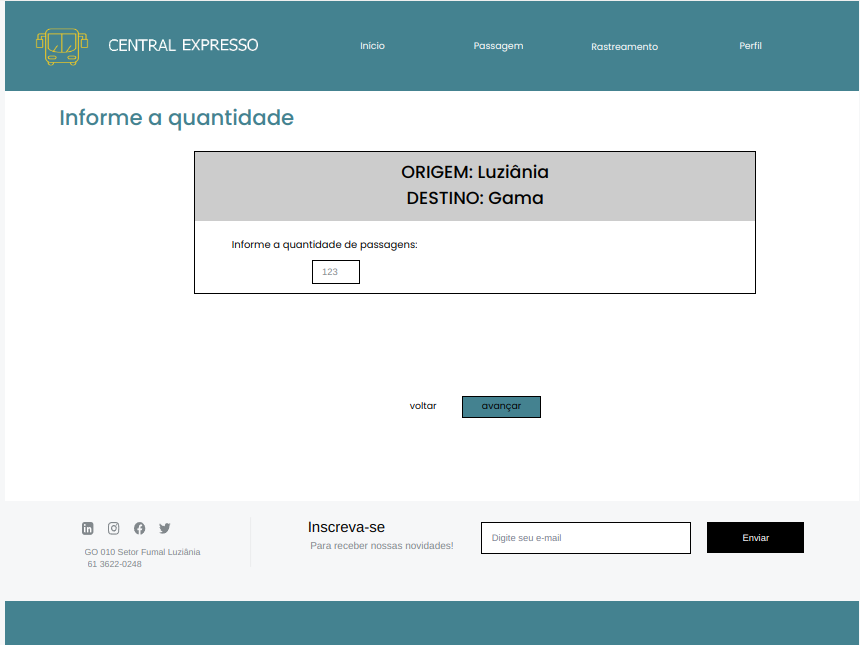 CENTRAL EXPRESSO
Início
Passagem
Rastreamento
Perfil
Informe a quantidade
ORIGEM: Luziânia
DESTINO: Gama
Informe a quantidade de passagens:
123
voltar
avançar
Inscreva-se
Para receber nossas novidades!
Digite seu e-mail
Enviar
GO 010 Setor Fumal Luziânia
61 3622-0248